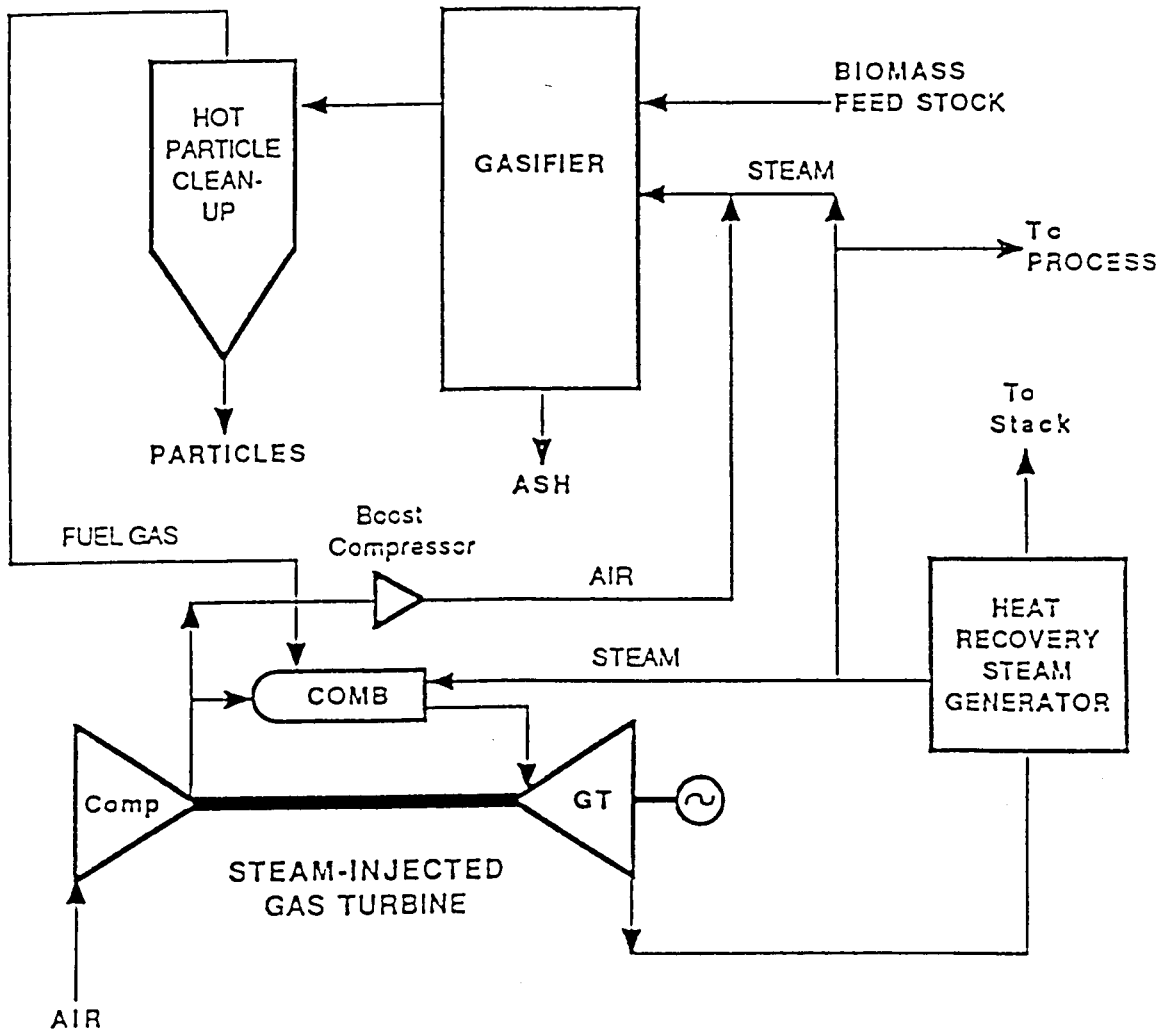 BIOMASS
FEED STOCK
HOT
PARTICLE
CLEAN-
UP
GASIFIER
STEAM
To
PROCESS
To
Stack
PARTICLES
ASH
Boost
Compressor
FUEL GAS
AIR
HEAT
RECOVERY
STEAM
GENERATOR
STEAM
COMB
Comp
GT
STEAM-INJECTED
GAS TURBINE
AIR